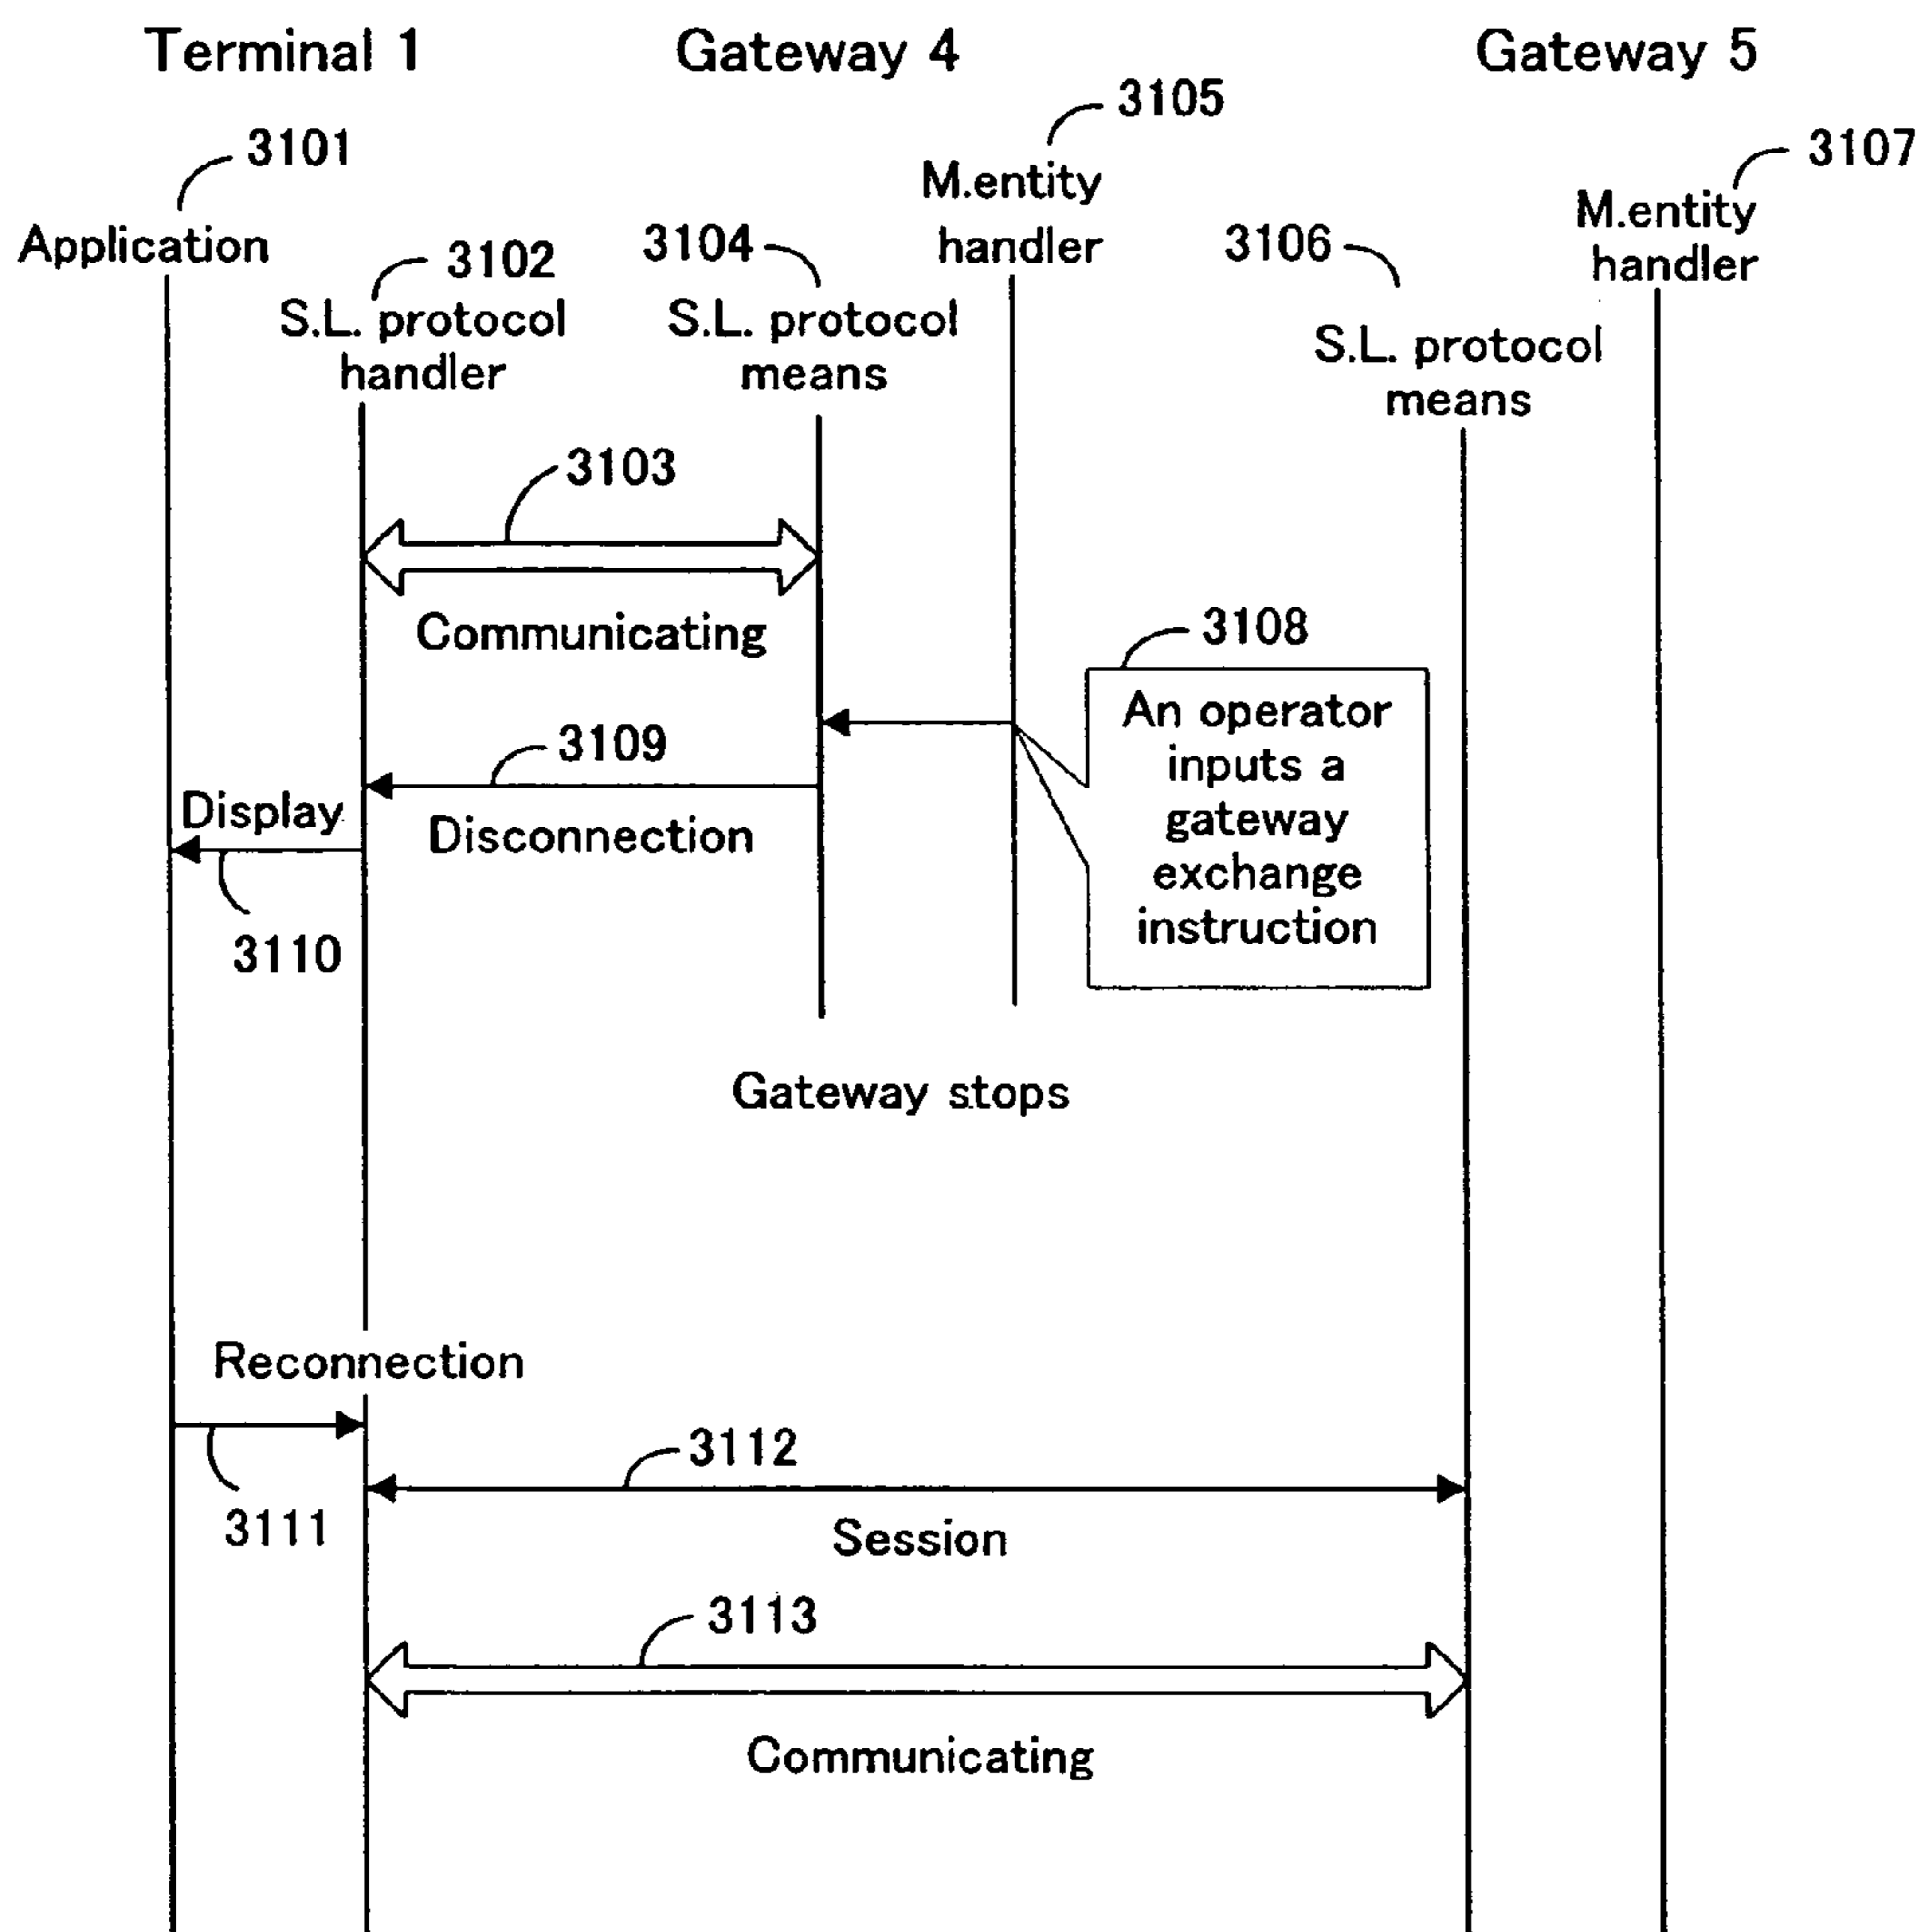 Terminal 1
Gateway 4
Gateway 5
3105
3101
M.entity
handler
3107
M.entity
handler
Application
3102
S.L. protocol
handler
3104
S.L. protocol
means
3106
S.L. protocol
means
3103
Communicating
3108
An operator
inputs a
gateway
exchange
instruction
3109
Disconnection
Display
3110
Gateway stops
Reconnection
3111
3112
Session
3113
Communicating